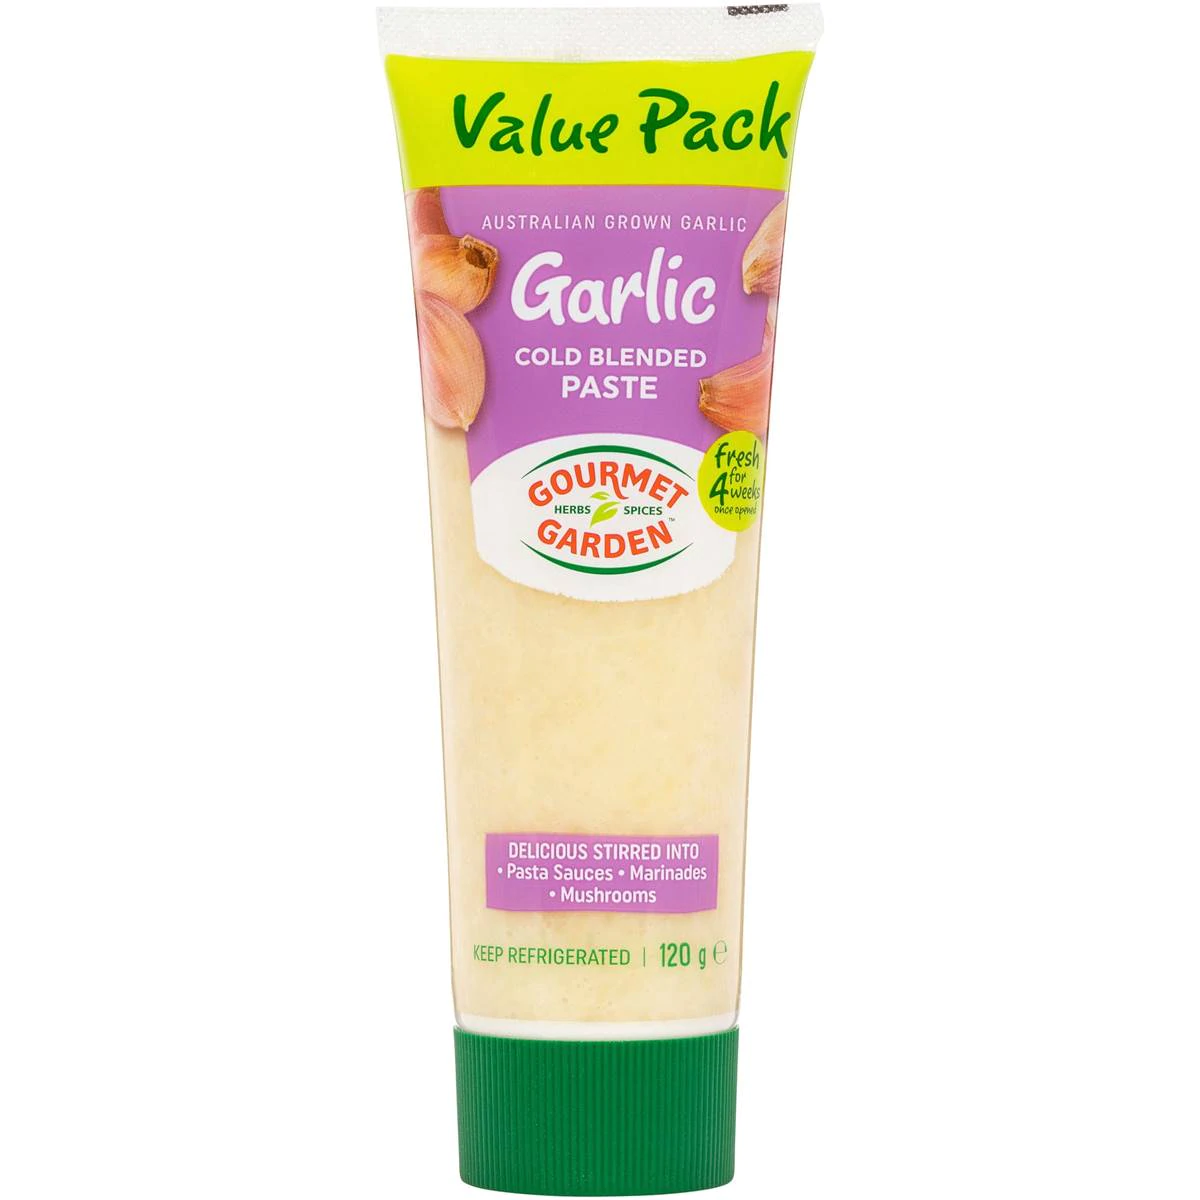 Value Pack
AUSTRALIAN GROWN GARLIC
Garlic
COLD BLENDED
PASTE
fresh
for
4 weeks
once opened
GOURMET
HERBS SPICES
GARDEN™
DELICIOUS STIRRED INTO
• Pasta Sauces • Marinades
• Mushrooms
KEEP REFRIGERATED | 120 g ℮